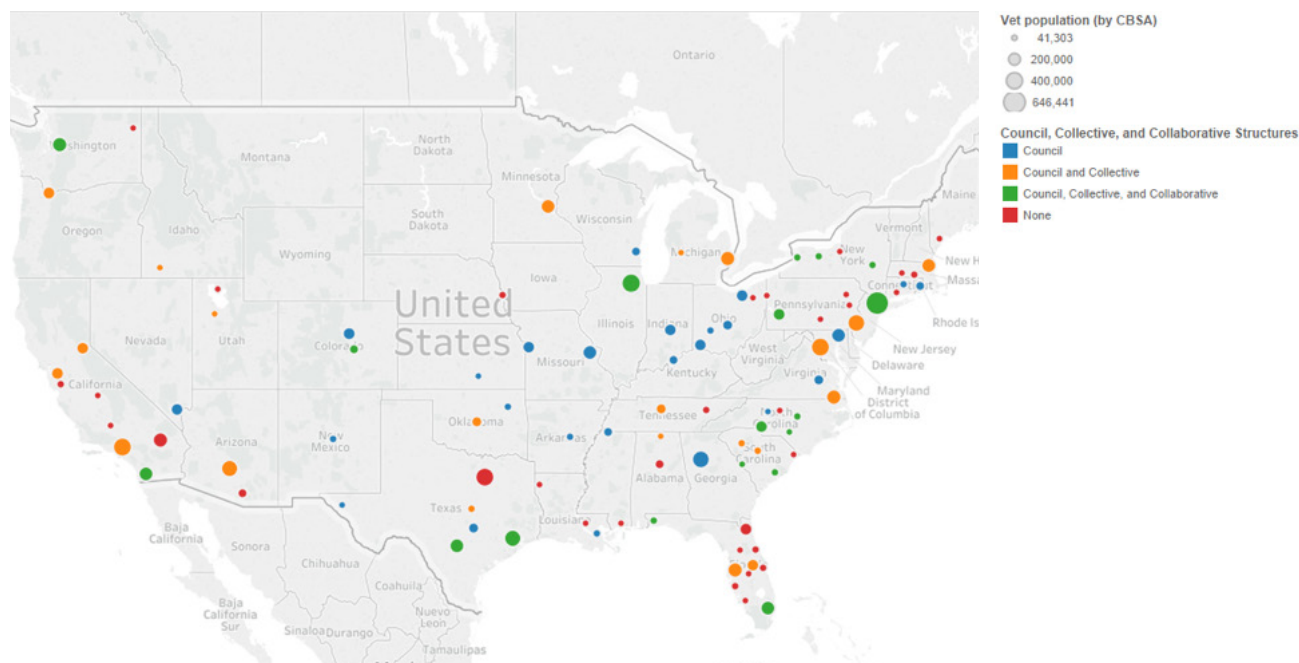 Vet population (by CBSA)
41,303
200,000
400,000
646,441
Council, Collective, and Collaborative Structures
Council
Council and Collective
Council, Collective, and Collaborative
None
Ontario
Washington
Montana
North
Dakota
Minnesota
Maine
Oregon
Idaho
South
Dakota
Wisconsin
Michigan
Vermont
New
York
New H
Massa
Wyoming
Iowa
Connecticut
Rhode Is
Nevada
Utah
Colorado
United
States
Illinois
Indiana
Ohio
Pennsylvania
New Jersey
Delaware
Maryland
District
of Columbia
California
Missouri
Kentucky
West
Virginia
Virginia
Arizona
New
Mexico
Oklahoma
Arkansas
Tennessee
North
Carolina
South
Carolina
Texas
Louisiana
Alabama
Georgia
Baja
California
Sonora
Chihuahua
Coahuila
Baja
California
Sur
Sinaloa
Durango
Nuevo
Leon
Tamaulipas